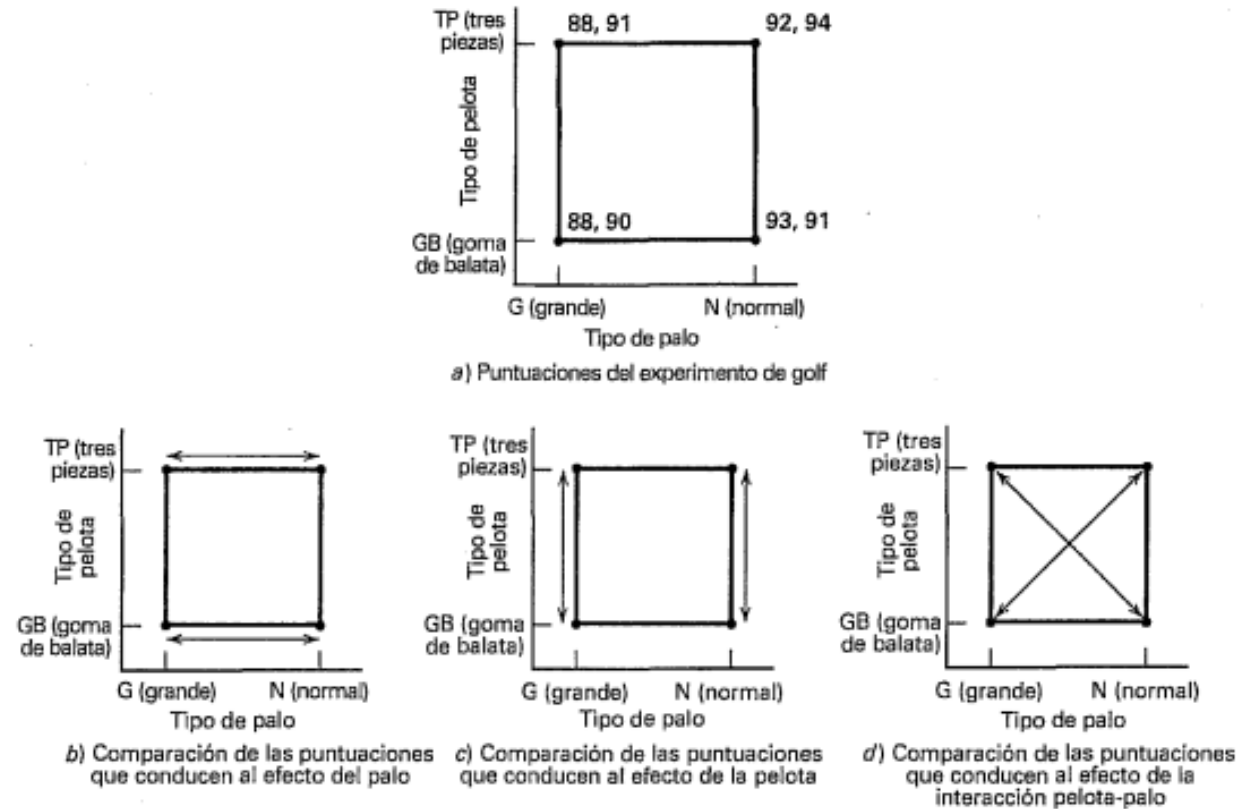 TP (tres
piezas)
88, 91
92, 94
Tipo de pelota
88, 90
93, 91
GB (goma
de balata)
G (grande)
N (normal)
Tipo de palo
a) Puntuaciones del experimento de golf
TP (tres
piezas)
Tipo de
pelota
GB (goma
de balata)
G (grande)
N (normal)
Tipo de palo
b) Comparación de las puntuaciones
que conducen al efecto del palo
TP (tres
piezas)
Tipo de
pelota
GB (goma
de balata)
G (grande)
N (normal)
Tipo de palo
c) Comparación de las puntuaciones
que conducen al efecto de la pelota
TP (tres
piezas)
Tipo de
pelota
GB (goma
de balata)
G (grande)
N (normal)
Tipo de palo
d) Comparación de las puntuaciones
que conducen al efecto de la
interacción pelota-palo